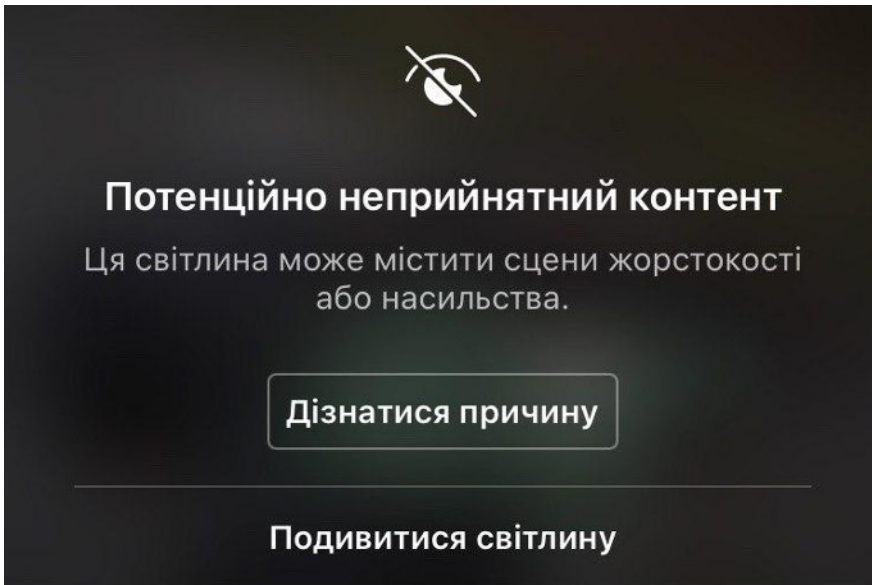 Потенційно неприйнятний контент
Ця світлина може містити сцени жорстокості
або насильства.
Дізнатися причину
Подивитися світлину